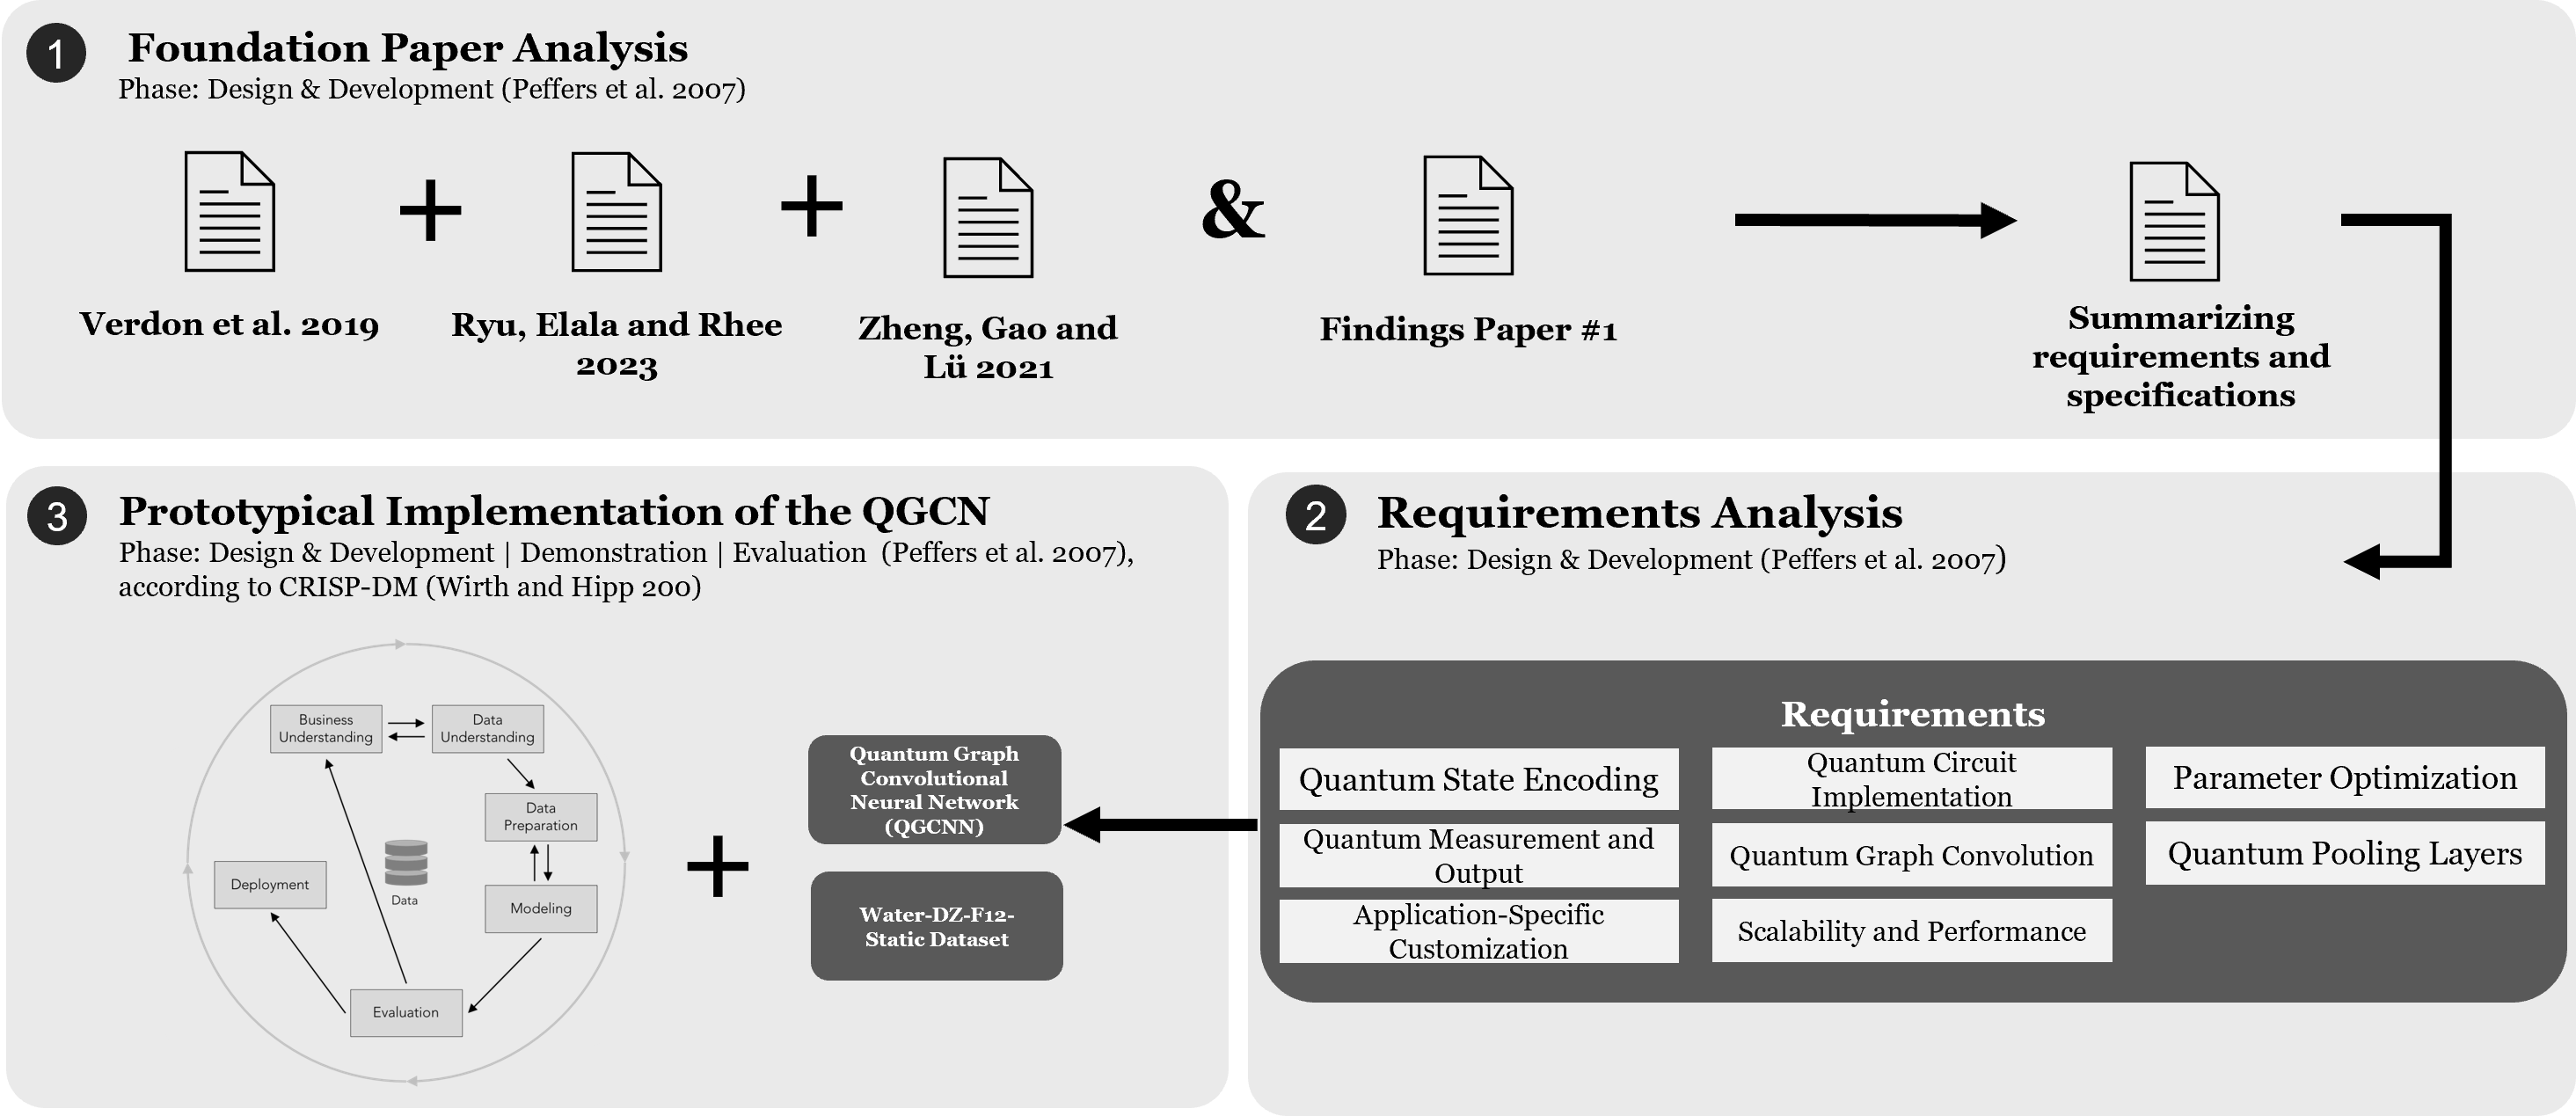 1
Foundation Paper Analysis
Phase: Design & Development (Peffers et al. 2007)
+
+
&
Verdon et al. 2019
Ryu, Elala and Rhee
2023
Zheng, Gao and
Lü 2021
Findings Paper #1
Summarizing
requirements and
specifications
2
Requirements Analysis
Phase: Design & Development (Peffers et al. 2007)
Requirements
Quantum State Encoding
Quantum Circuit
Implementation
Parameter Optimization
Quantum Measurement and
Output
Quantum Graph Convolution
Quantum Pooling Layers
Application-Specific
Customization
Scalability and Performance
3
Prototypical Implementation of the QGCN
Phase: Design & Development | Demonstration | Evaluation (Peffers et al. 2007),
according to CRISP-DM (Wirth and Hipp 200)
Business
Understanding
Data
Understanding
Data
Preparation
Modeling
Evaluation
Deployment
Data
+
Quantum Graph
Convolutional
Neural Network
(QGCNN)
Water-DZ-F12-
Static Dataset